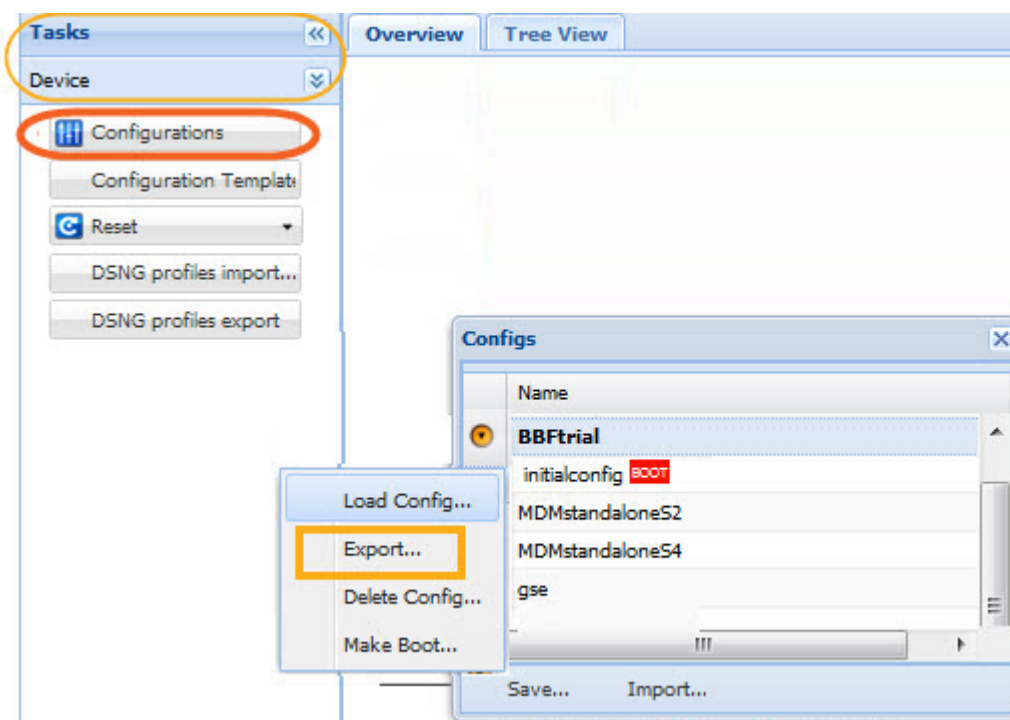 Tasks
Overview
Tree View
Device
Configurations
Configuration Templat
Reset
DSNG profiles import...
DSNG profiles export
Configs
Name
BBFtrial
initialconfig BOOT
MDMstandaloneS2
MDMstandaloneS4
gse
Load Config...
Export...
Delete Config...
Make Boot...
Save...
Import...